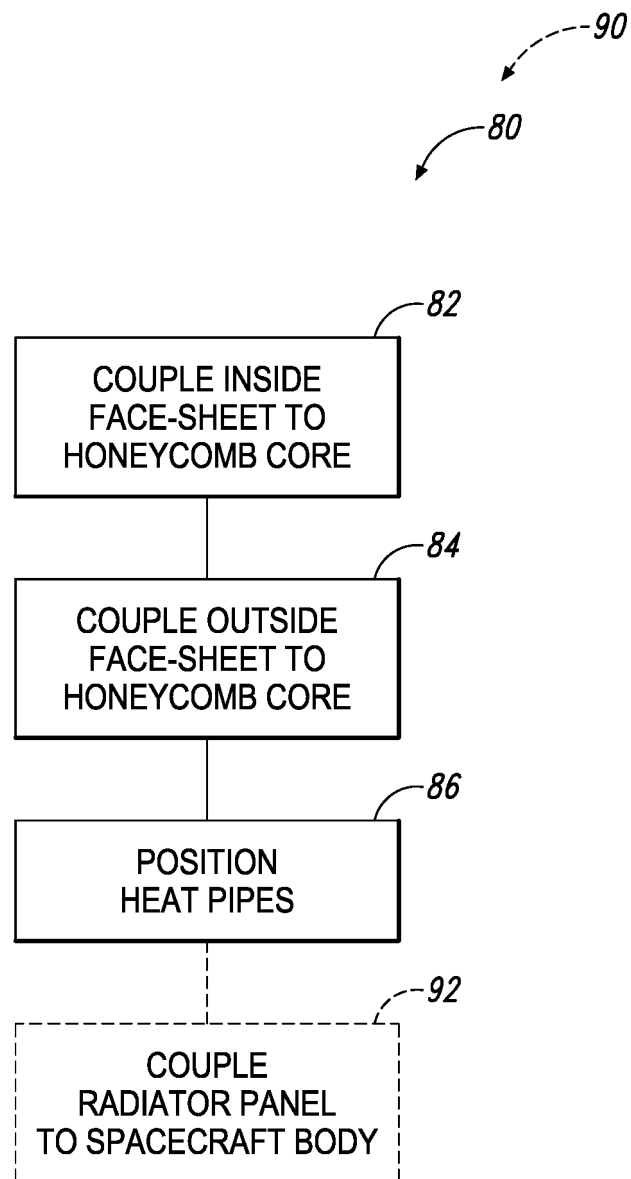 90
80
82
COUPLE INSIDE
FACE-SHEET TO
HONEYCOMB CORE
84
COUPLE OUTSIDE
FACE-SHEET TO
HONEYCOMB CORE
86
POSITION
HEAT PIPES
92
COUPLE
RADIATOR PANEL
TO SPACECRAFT BODY